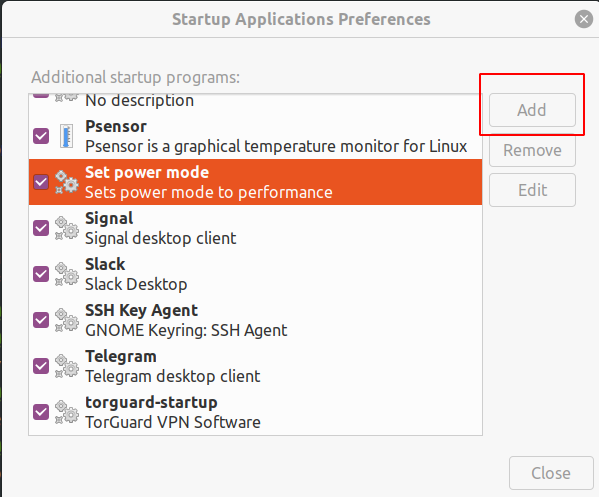 Startup Applications Preferences
Additional startup programs:
No description
Psensor
Psensor is a graphical temperature monitor for Linux
Set power mode
Sets power mode to performance
Signal
Signal desktop client
Slack
Slack Desktop
SSH Key Agent
GNOME Keyring: SSH Agent
Telegram
Telegram desktop client
torguard-startup
TorGuard VPN Software
Add
Remove
Edit
Close